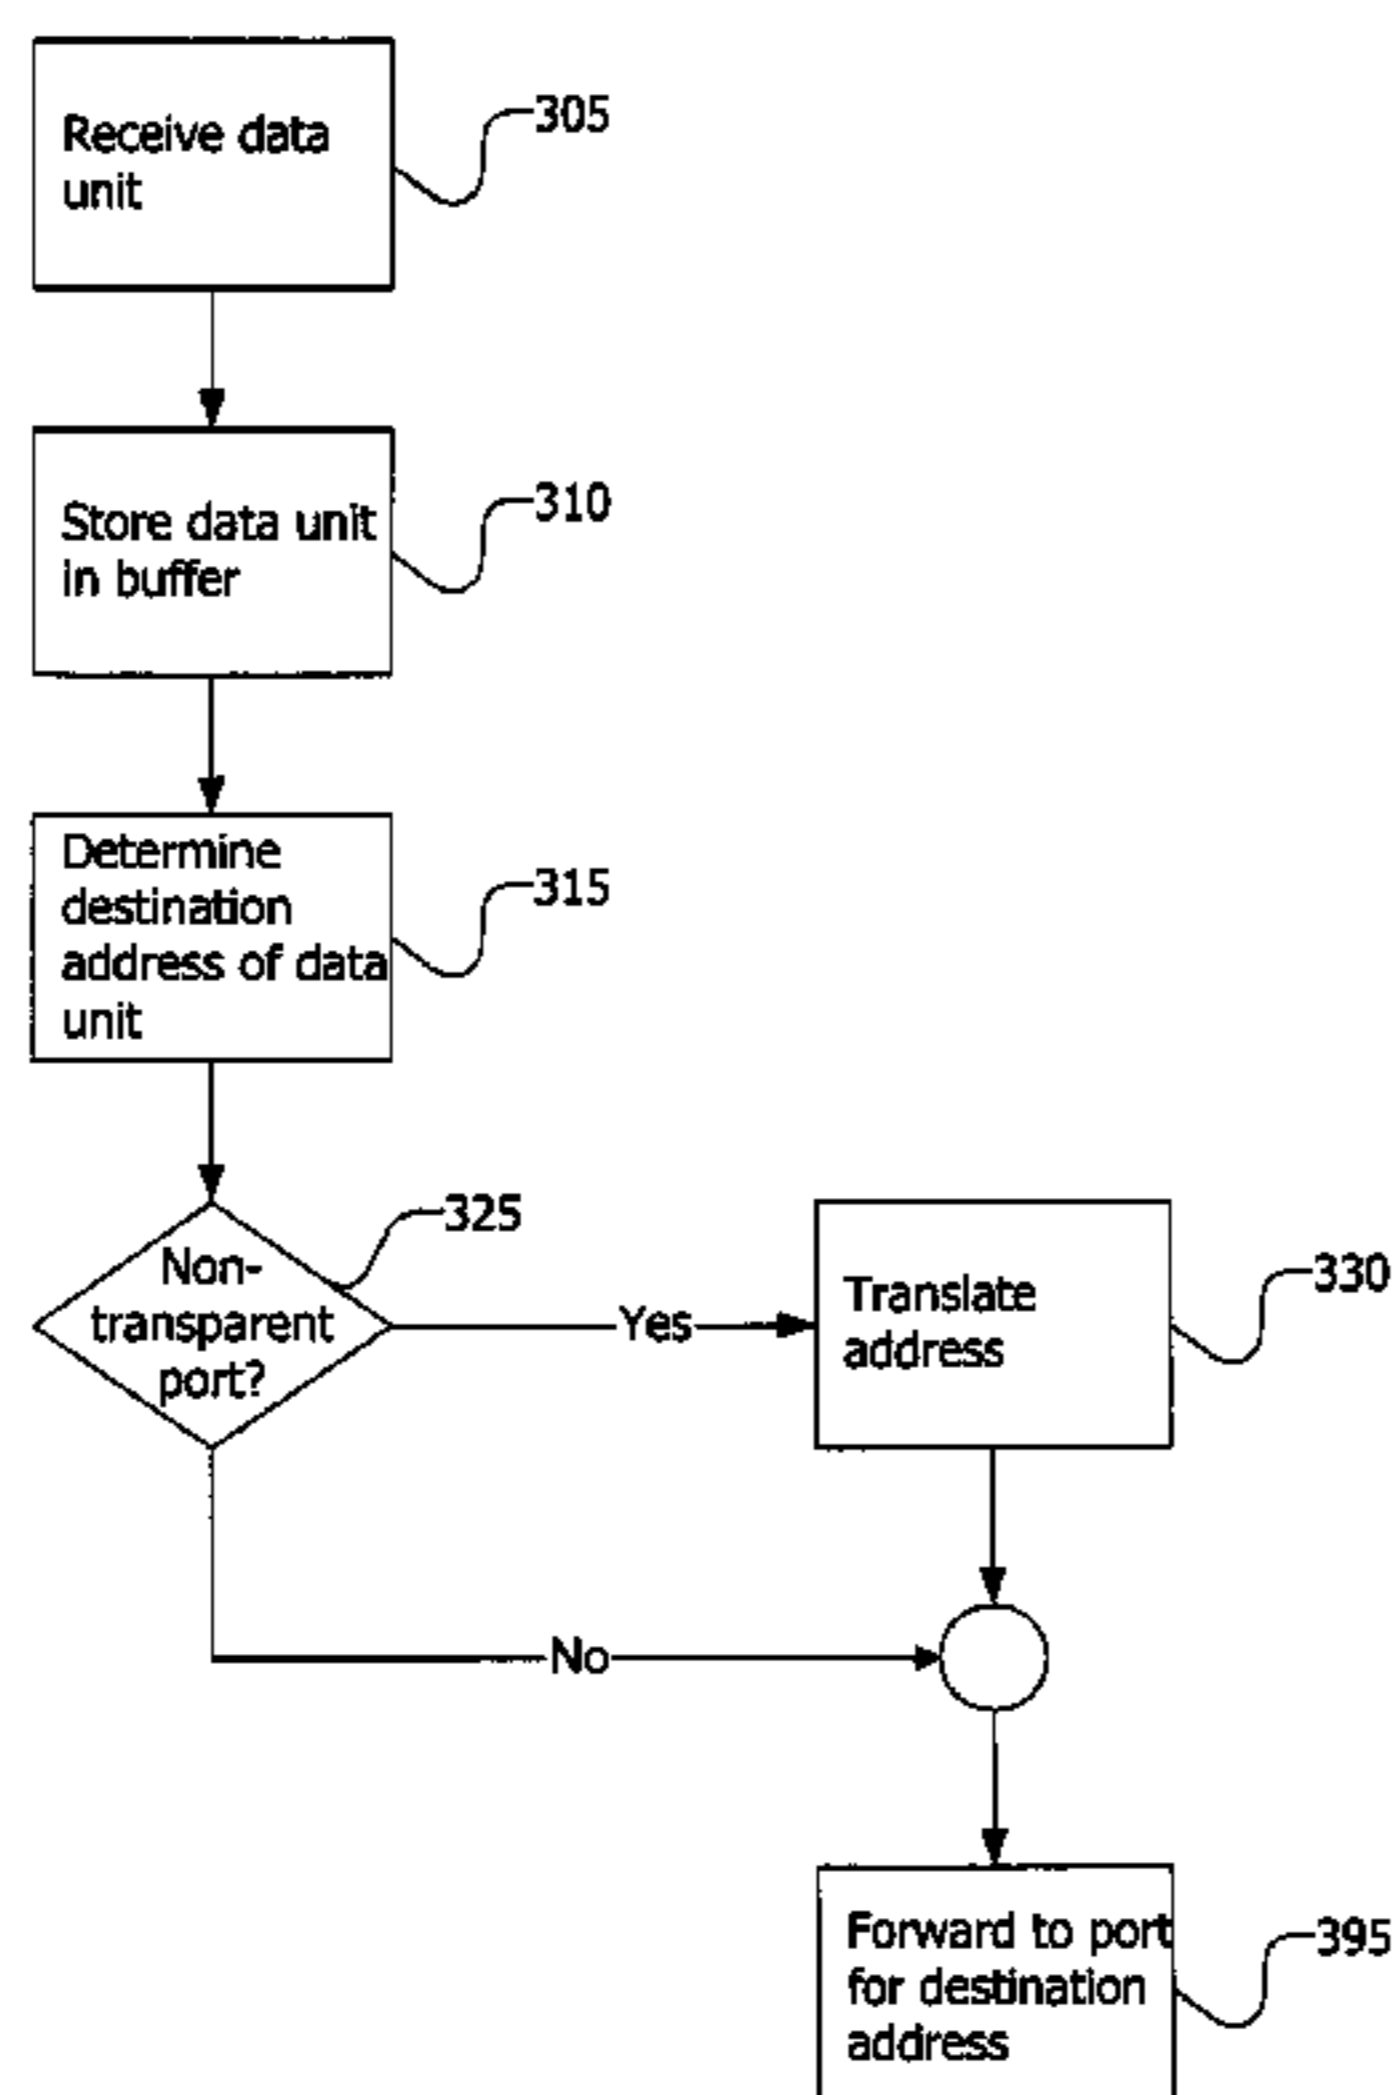 Receive data
unit
305
Store data unit
in buffer
310
Determine
destination
address of data
unit
315
Non-
transparent
port?
325
Yes
Translate
address
330
No
Forward to port
for destination
address
395